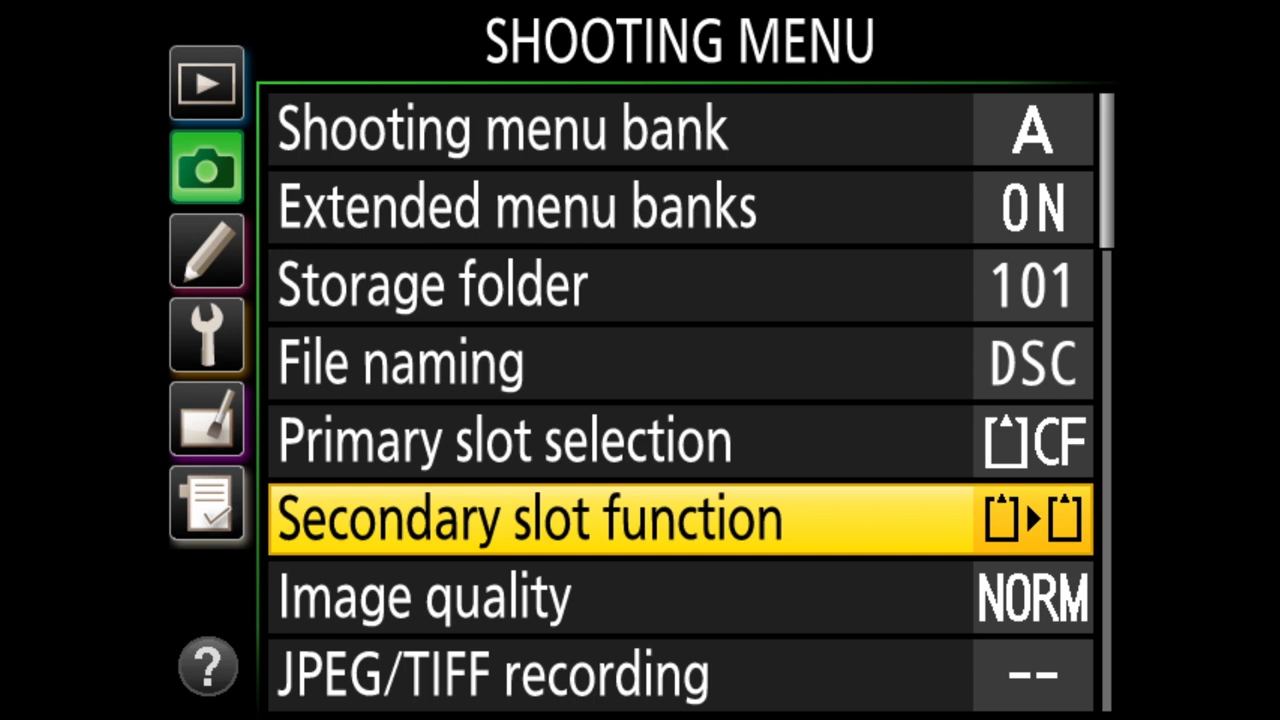 SHOOTING MENU
Shooting menu bank A
Extended menu banks ON
Storage folder 101
File naming DSC
Primary slot selection CF
Secondary slot function
Image quality NORM
JPEG/TIFF recording --
?